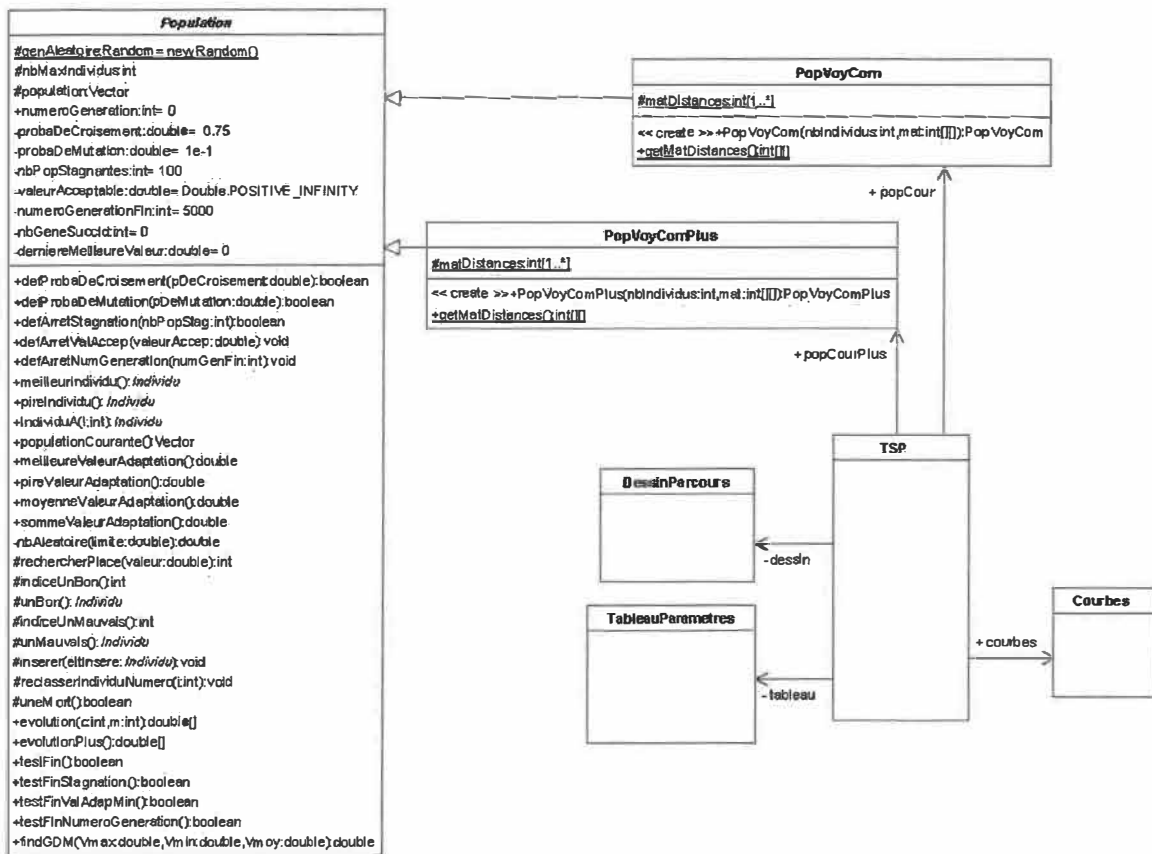 Population
#genAleatoire:Random = new Random()
#nbMaxIndividus:int
#population:Vector
+numeroGeneration:int= 0
-probaDeCroisement:double= 0.75
-probaDeMutation:double= 1e-1
-nbPopStagnantes:int= 100
-valeurAcceptable:double= Double.POSITIVE_INFINITY
-numeroGenerationFin:int= 5000
-nbGeneSuccId:int= 0
-derniereMeilleureValeur:double= 0
+defProbaDeCroisement(pDeCroisement:double):boolean
+defProbaDeMutation(pDeMutation:double):boolean
+defArretStagnation(nbPopStag:int):boolean
+defArretValAccep(valeurAccep:double):void
+defArretNumGeneration(numGenFin:int):void
+meilleurIndividu():Individu
+pireIndividu():Individu
+individuA(i:int):Individu
+populationCourante():Vector
+meilleureValeurAdaptation():double
+pireValeurAdaptation():double
+moyenneValeurAdaptation():double
+sommeValeurAdaptation():double
-nbAleatoire(limite:double):double
#rechercherPlace(valeur:double):int
#indiceUnBon():int
#unBon():Individu
#indiceUnMauvais():int
#unMauvais():Individu
#inserer(eltInsere:Individu):void
#reclasserIndividuNumero(i:int):void
#uneMort():boolean
+evolution(c:int,m:int):double[]
+evolutionPlus():double[]
+testFin():boolean
+testFinStagnation():boolean
+testFinValAdapMin():boolean
+testFinNumeroGeneration():boolean
+findGDM(Vmax:double,Vmin:double,Vmoy:double):double
PopVoyCom
#matDistances:int[1..*]
<< create >>+PopVoyCom(nbIndividus:int,mat:int[][]):PopVoyCom
+getMatDistances():int[][]
+ popCour
PopVoyComPlus
#matDistances:int[1..*]
<< create >>+PopVoyComPlus(nbIndividus:int,mat:int[][]):PopVoyComPlus
+getMatDistances():int[][]
+popCourPlus
TSP
DessinParcours
-dessin
TableauParametres
-tableau
Courbes
+ courbes